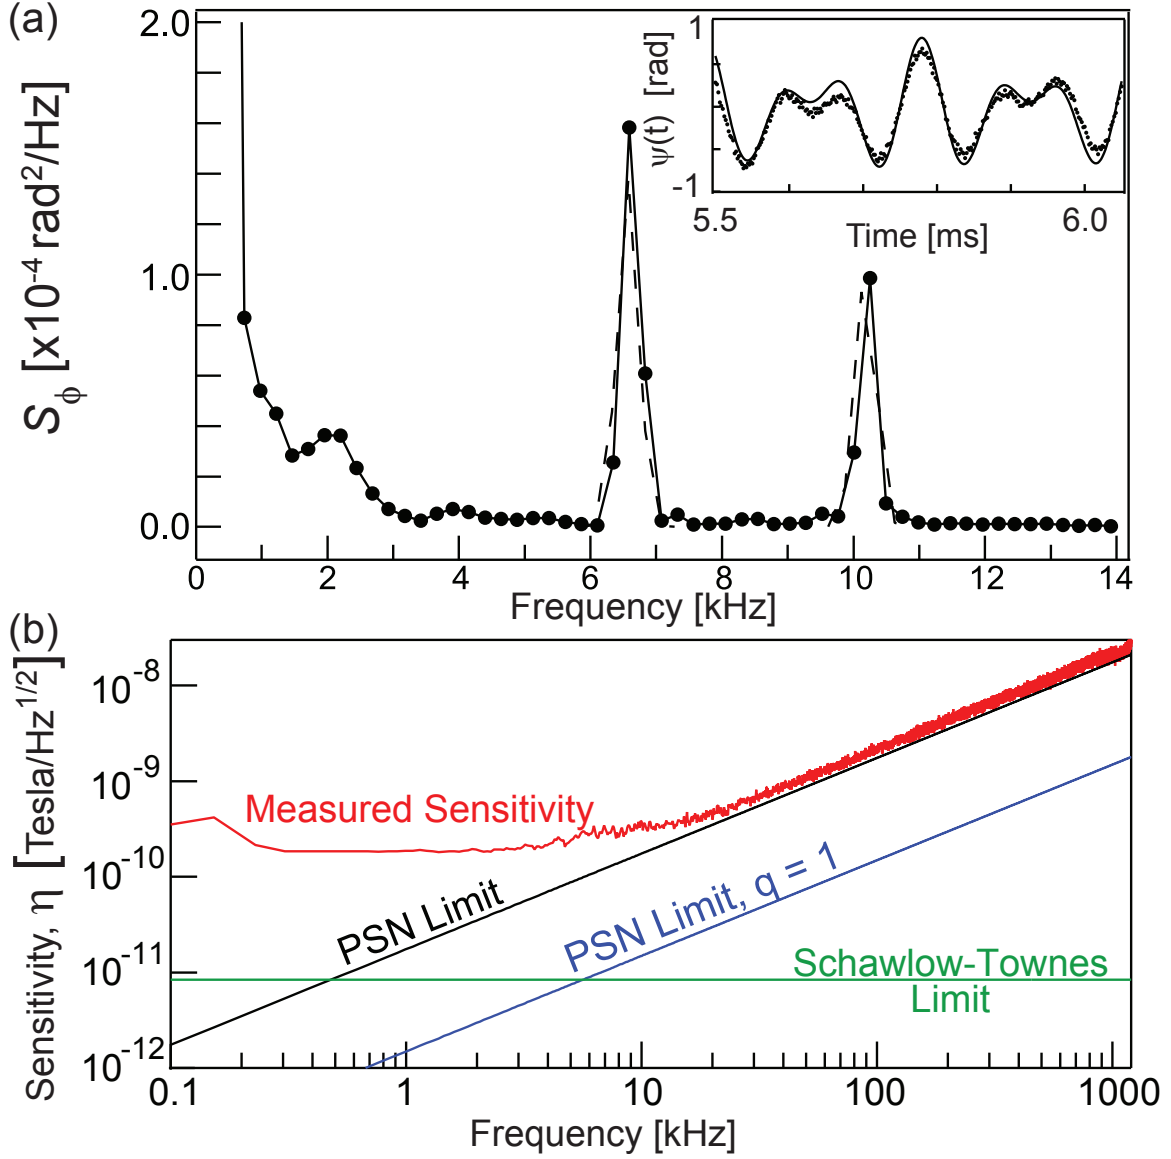 (a)
2.0
1.0
0.0
S_ϕ [x10^-4 rad^2/Hz]
0 2 4 6 8 10 12 14
Frequency [kHz]
1
-1
ψ(t) [rad]
5.5 6.0
Time [ms]
(b)
Sensitivity, η [Tesla/Hz^1/2]
10^-8
10^-9
10^-10
10^-11
10^-12
Measured Sensitivity
PSN Limit
PSN Limit, q = 1
Schawlow-Townes
Limit
0.1 1 10 100 1000
Frequency [kHz]